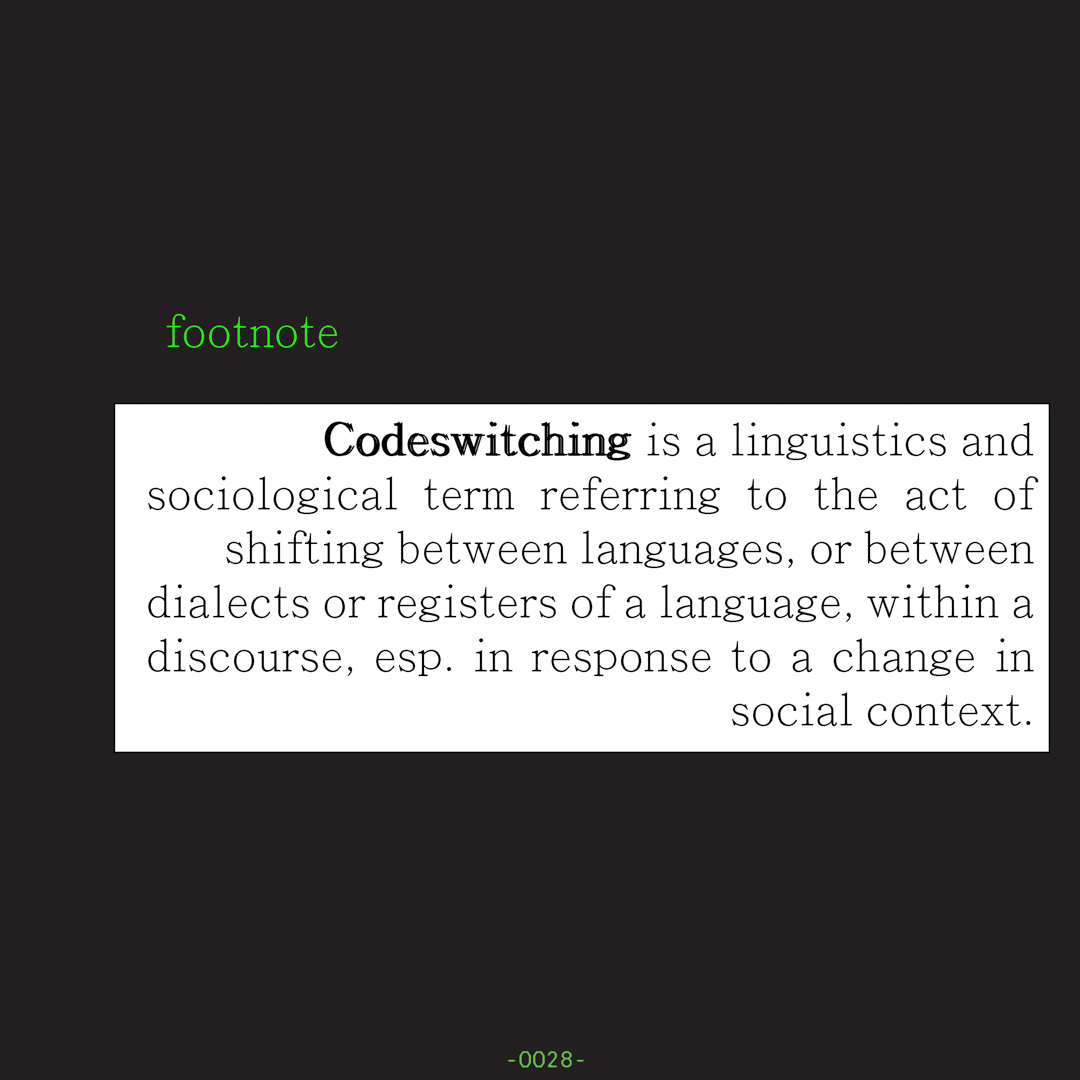 footnote
Codeswitching is a linguistics and
sociological term referring to the act of
shifting between languages, or between
dialects or registers of a language, within a
discourse, esp. in response to a change in
social context.
-0028-